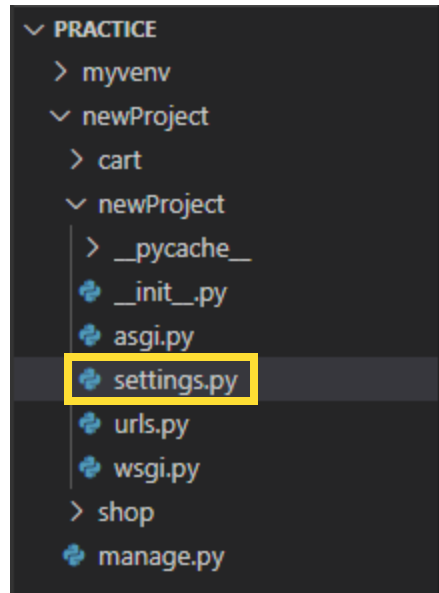 PRACTICE
myvenv
newProject
cart
newProject
__pycache__
__init__.py
asgi.py
settings.py
urls.py
wsgi.py
shop
manage.py